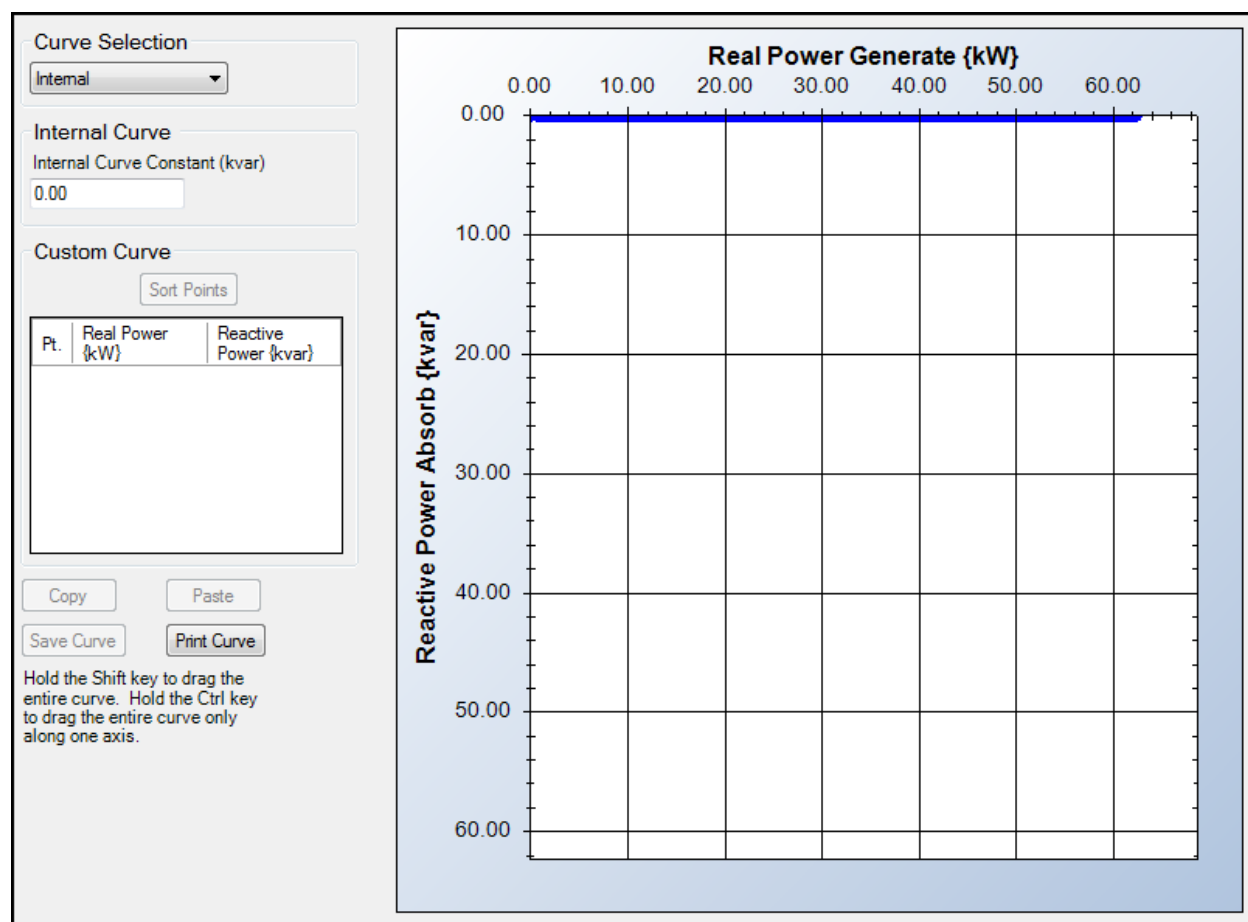 Curve Selection
Internal
Internal Curve
Internal Curve Constant (kvar)
0.00
Custom Curve
Sort Points
Pt.
Real Power
{kW}
Reactive
Power {kvar}
Copy
Paste
Save Curve
Print Curve
Hold the Shift key to drag the
entire curve. Hold the Ctrl key
to drag the entire curve only
along one axis.
Real Power Generate {kW}
0.00 10.00 20.00 30.00 40.00 50.00 60.00
Reactive Power Absorb {kvar}
0.00
10.00
20.00
30.00
40.00
50.00
60.00